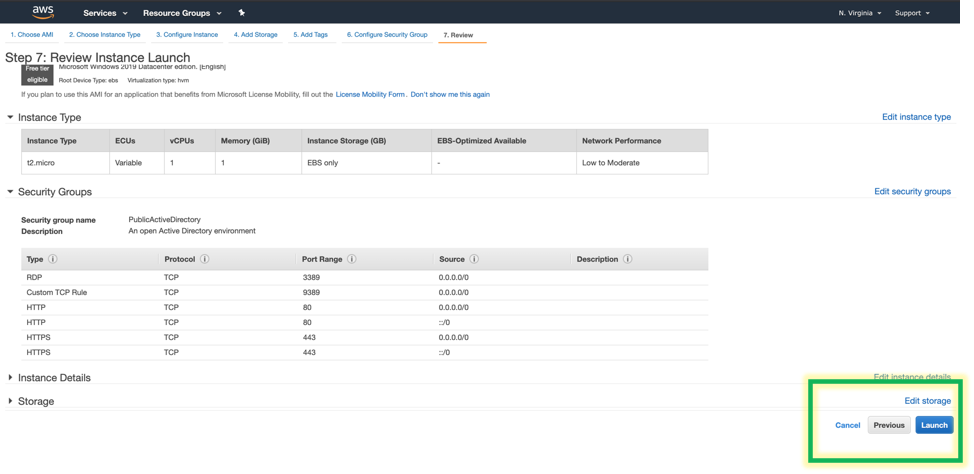 aws Services Resource Groups N. Virginia Support
1. Choose AMI 2. Choose Instance Type 3. Configure Instance 4. Add Storage 5. Add Tags 6. Configure Security Group 7. Review
Step 7: Review Instance Launch
Free tier eligible
Microsoft Windows 2019 Datacenter edition. [English]
Root Device Type: ebs Virtualization type: hvm
If you plan to use this AMI for an application that benefits from Microsoft License Mobility, fill out the License Mobility Form. Don't show me this again
Instance Type Edit instance type
Instance Type ECUs vCPUs Memory (GiB) Instance Storage (GB) EBS-Optimized Available Network Performance
t2.micro Variable 1 1 EBS only - Low to Moderate
Security Groups Edit security groups
Security group name PublicActiveDirectory
Description An open Active Directory environment
Type Protocol Port Range Source Description
RDP TCP 3389 0.0.0.0/0
Custom TCP Rule TCP 9389 0.0.0.0/0
HTTP TCP 80 0.0.0.0/0
HTTP TCP 80 ::/0
HTTPS TCP 443 0.0.0.0/0
HTTPS TCP 443 ::/0
Instance Details Edit instance details
Storage Edit storage
Cancel Previous Launch